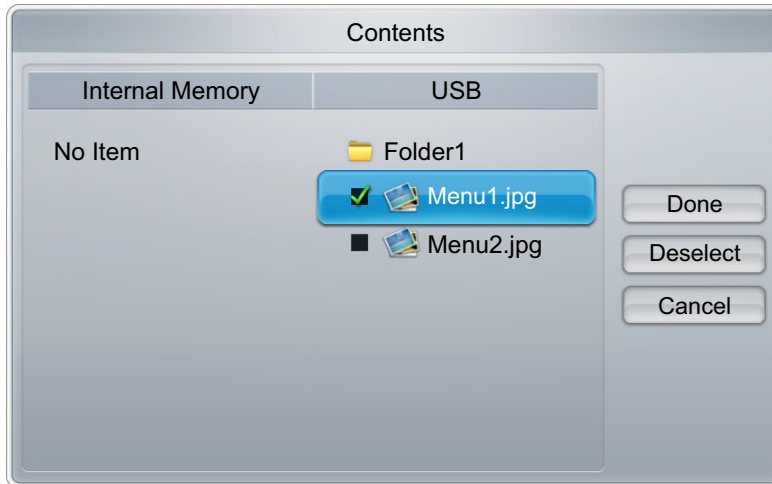 Contents
Internal Memory USB
No Item Folder1
Menu1.jpg
Menu2.jpg
Done
Deselect
Cancel